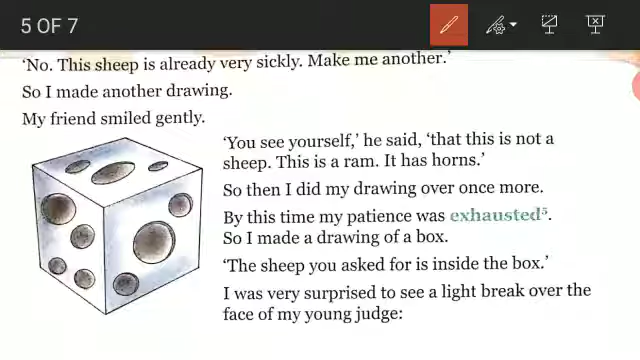 5 OF 7
'No. This sheep is already very sickly. Make me another.'
So I made another drawing.
My friend smiled gently.
'You see yourself,' he said, 'that this is not a
sheep. This is a ram. It has horns.'
So then I did my drawing over once more.
By this time my patience was exhausted⁵.
So I made a drawing of a box.
'The sheep you asked for is inside the box.'
I was very surprised to see a light break over the
face of my young judge: